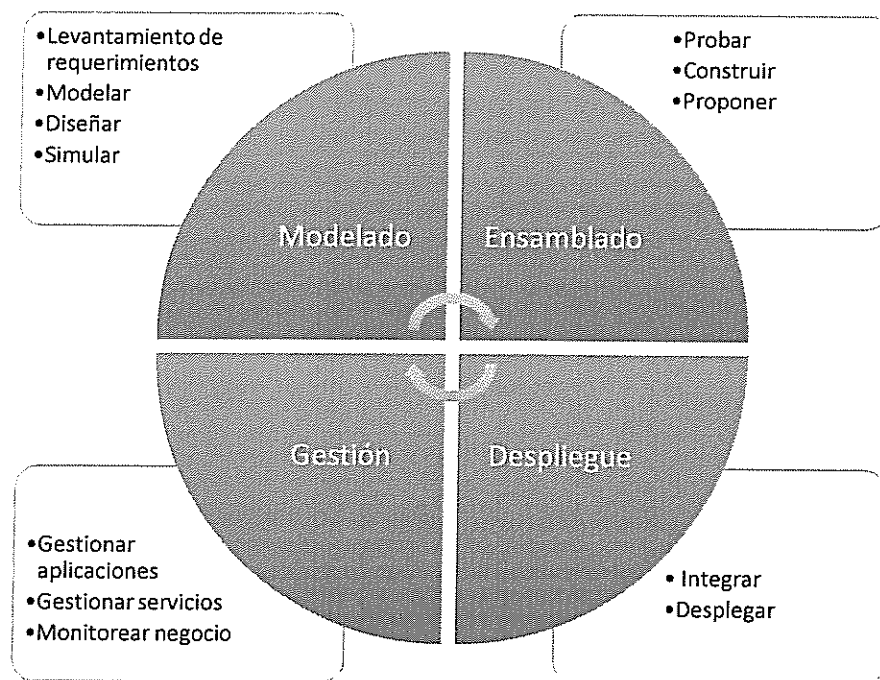 •Levantamiento de
requerimientos
•Modelar
•Diseñar
•Simular
•Probar
•Construir
•Proponer
Modelado
Ensamblado
Gestión
Despliegue
•Gestionar
aplicaciones
•Gestionar servicios
•Monitorear negocio
• Integrar
• Desplegar